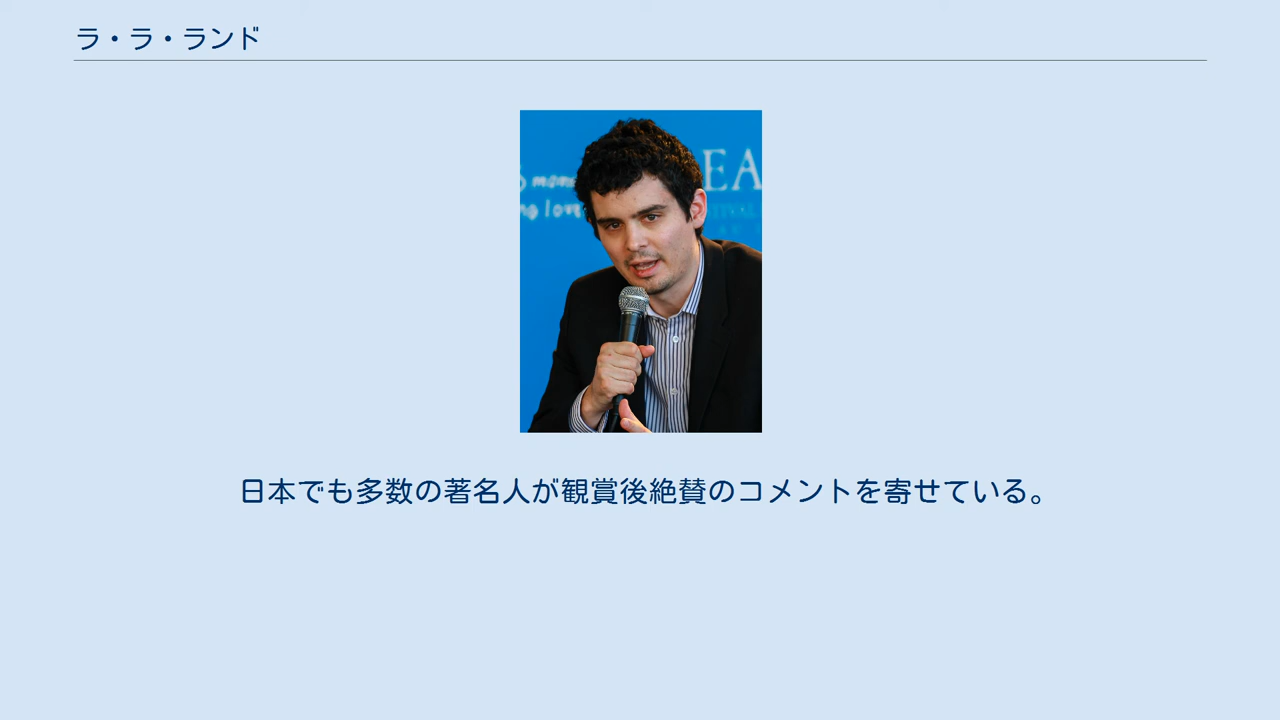 ラ・ラ・ランド
EA
日本でも多数の著名人が観賞後絶賛のコメントを寄せている。